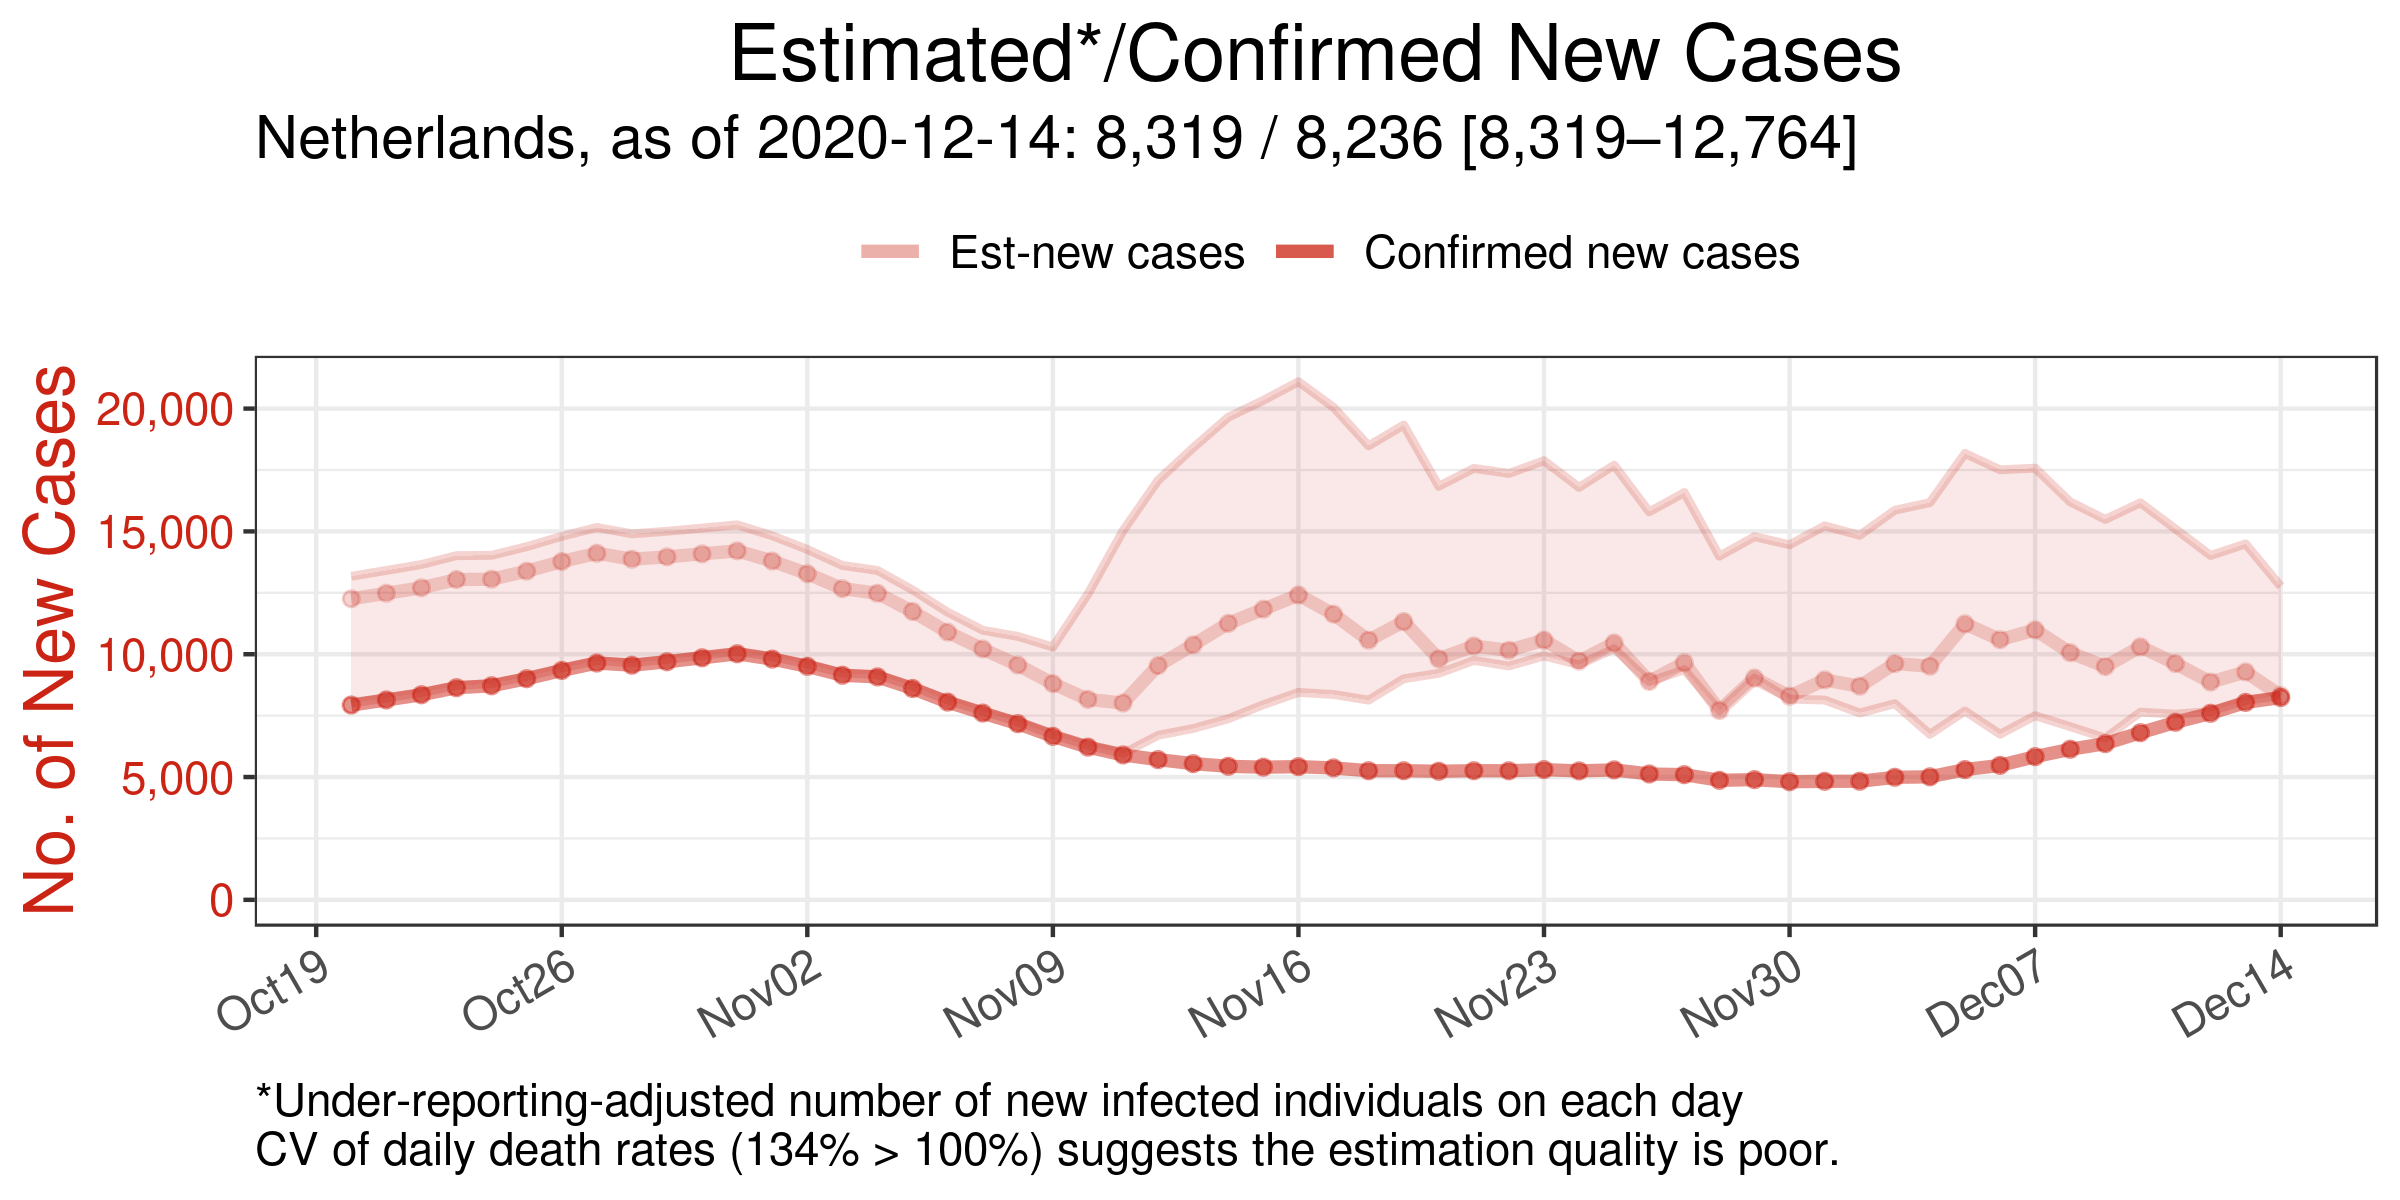 Estimated*/Confirmed New Cases
Netherlands, as of 2020-12-14: 8,319 / 8,236 [8,319–12,764]
Est-new cases Confirmed new cases
No. of New Cases
20,000
15,000
10,000
5,000
0
Oct19 Oct26 Nov02 Nov09 Nov16 Nov23 Nov30 Dec07 Dec14
*Under-reporting-adjusted number of new infected individuals on each day
CV of daily death rates (134% > 100%) suggests the estimation quality is poor.